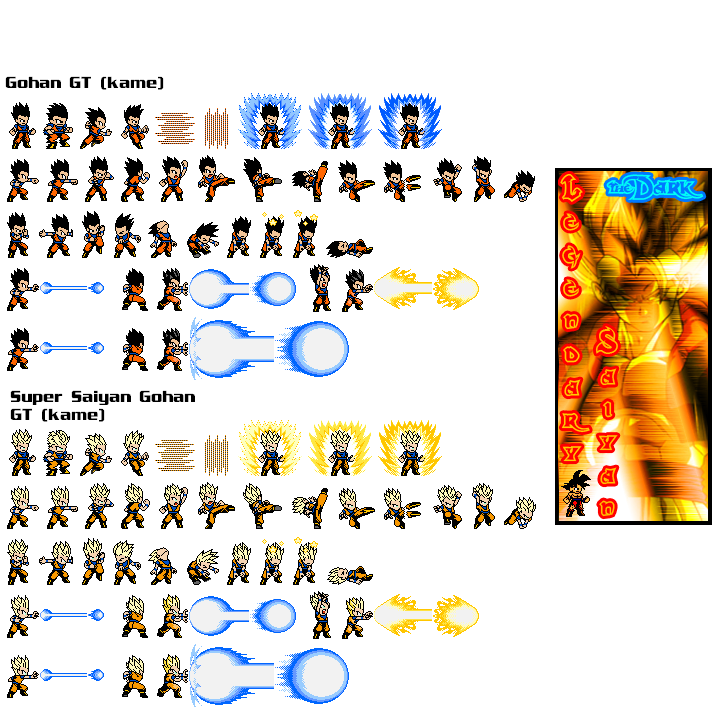 Gohan GT (kame)
the DARK
Legendary
Saiyan
Super Saiyan Gohan
GT (kame)